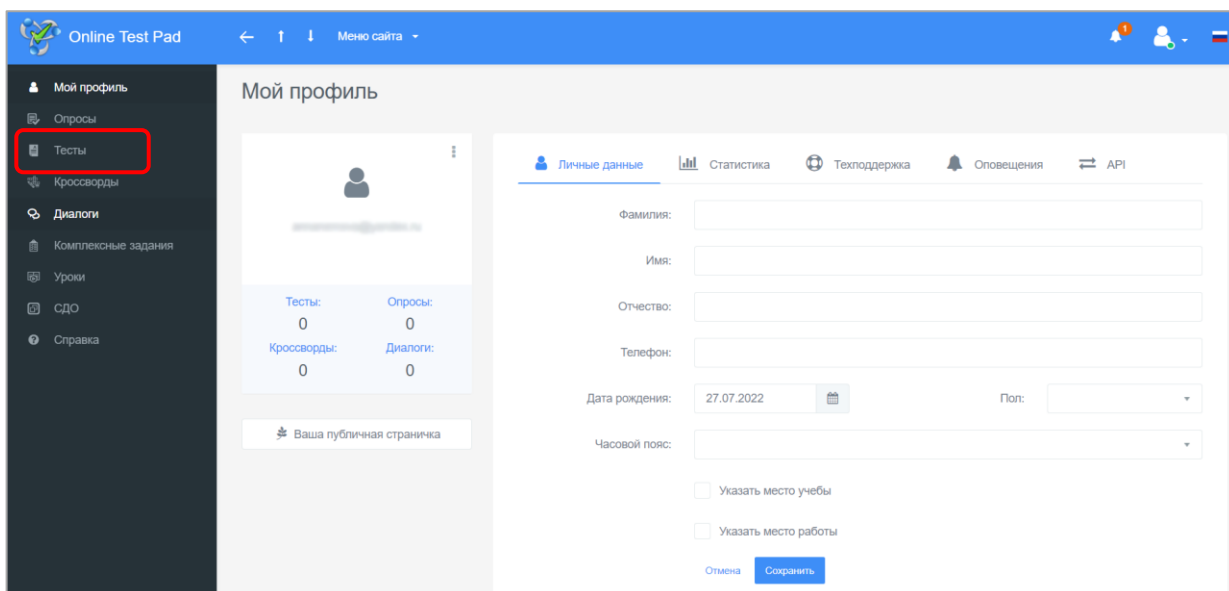 Online Test Pad
Меню сайта
1
Мой профиль
Опросы
Тесты
Кроссворды
Диалоги
Комплексные задания
Уроки
СДО
Справка
Мой профиль
Тесты: Опросы:
0 0
Кроссворды: Диалоги:
0 0
Ваша публичная страничка
Личные данные Статистика Техподдержка Оповещения API
Фамилия:
Имя:
Отчество:
Телефон:
Дата рождения: 27.07.2022 Пол:
Часовой пояс:
Указать место учебы
Указать место работы
Отмена Сохранить